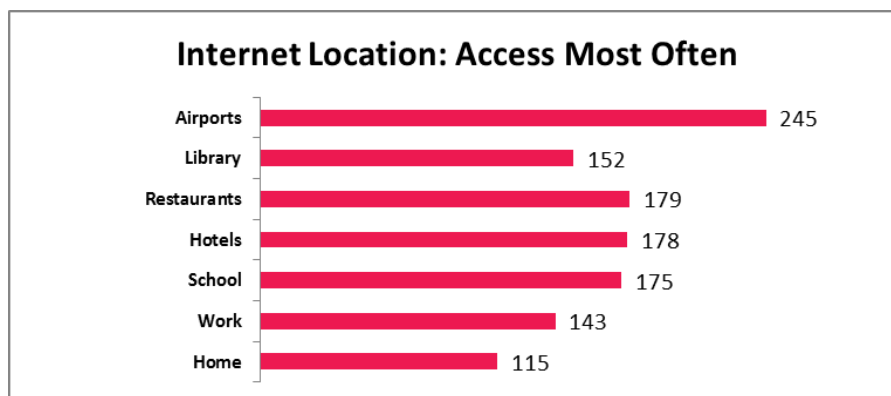 Internet Location: Access Most Often
Airports 245
Library 152
Restaurants 179
Hotels 178
School 175
Work 143
Home 115